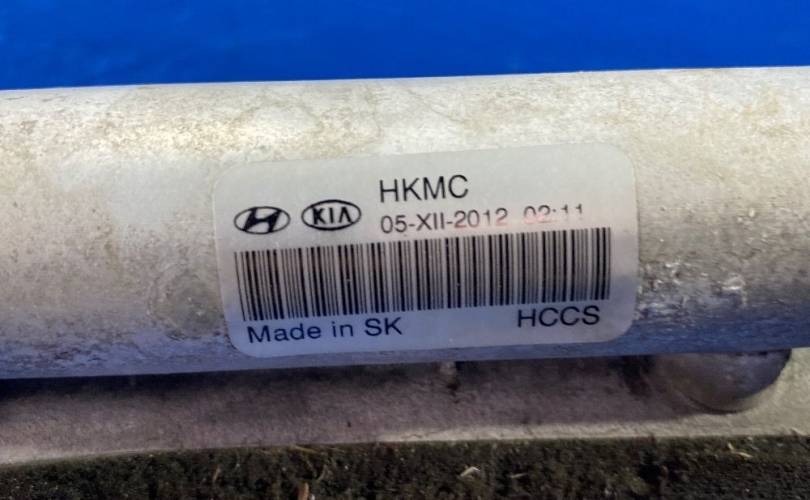 HKMC
KIA 05-XII-2012 02:11
Made in SK HCCS